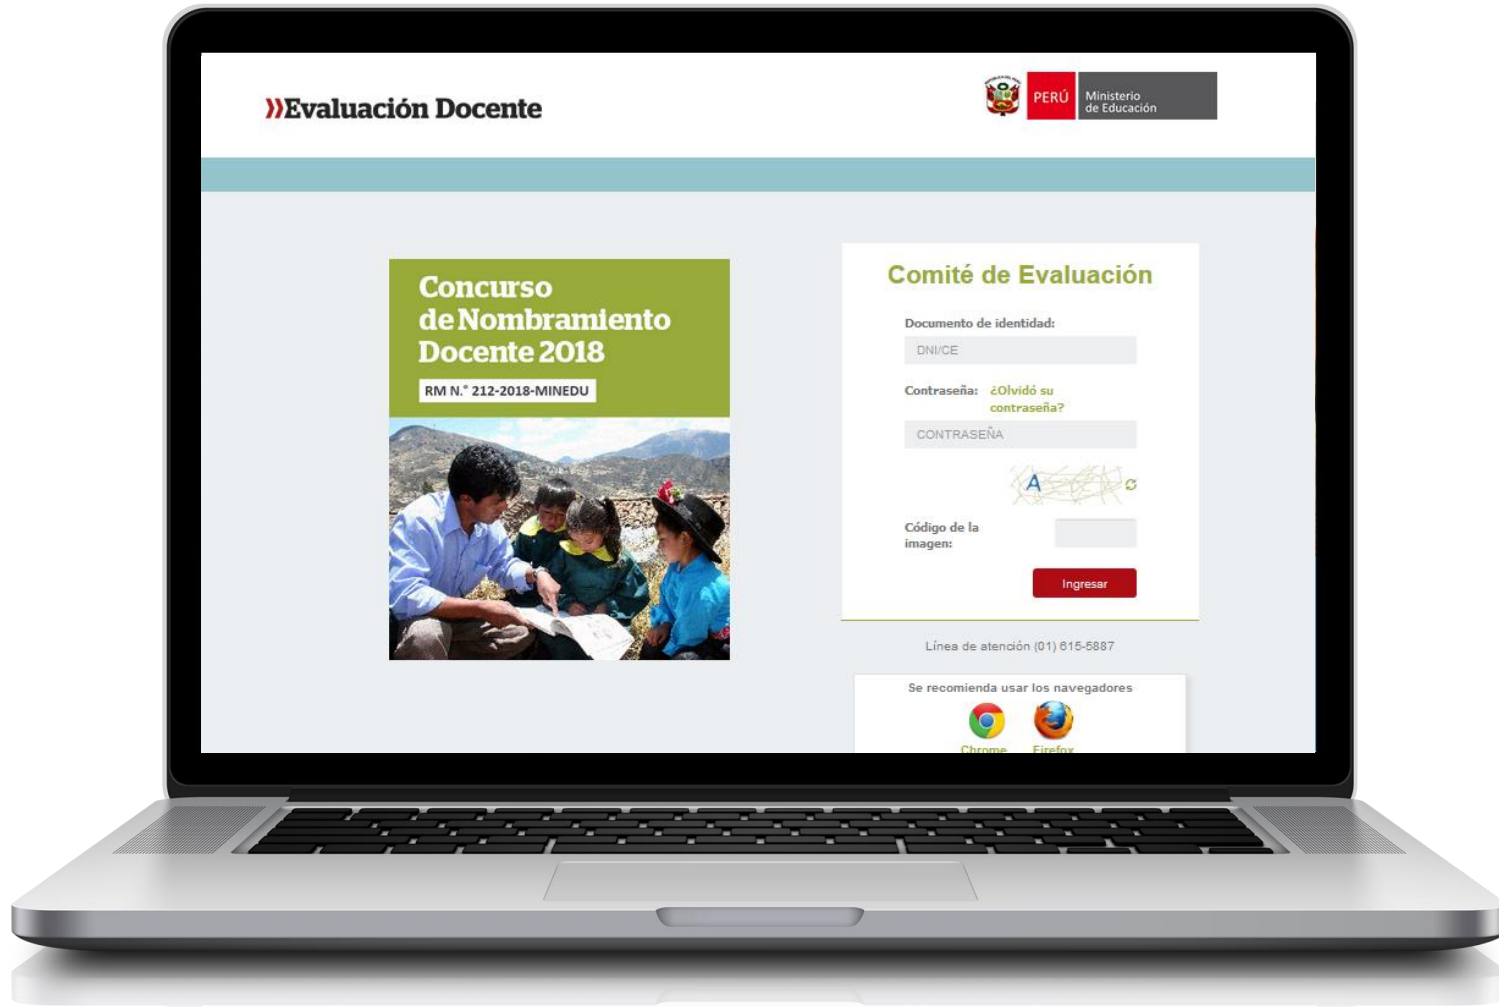 »Evaluación Docente
PERÚ
Ministerio
de Educación
Concurso
de Nombramiento
Docente 2018
RM N.° 212-2018-MINEDU
Comité de Evaluación
Documento de identidad:
DNI/CE
Contraseña: ¿Olvidó su
contraseña?
CONTRASEÑA
A
Código de la
imagen:
Ingresar
Línea de atención (01) 615-5887
Se recomienda usar los navegadores
Chrome Firefox